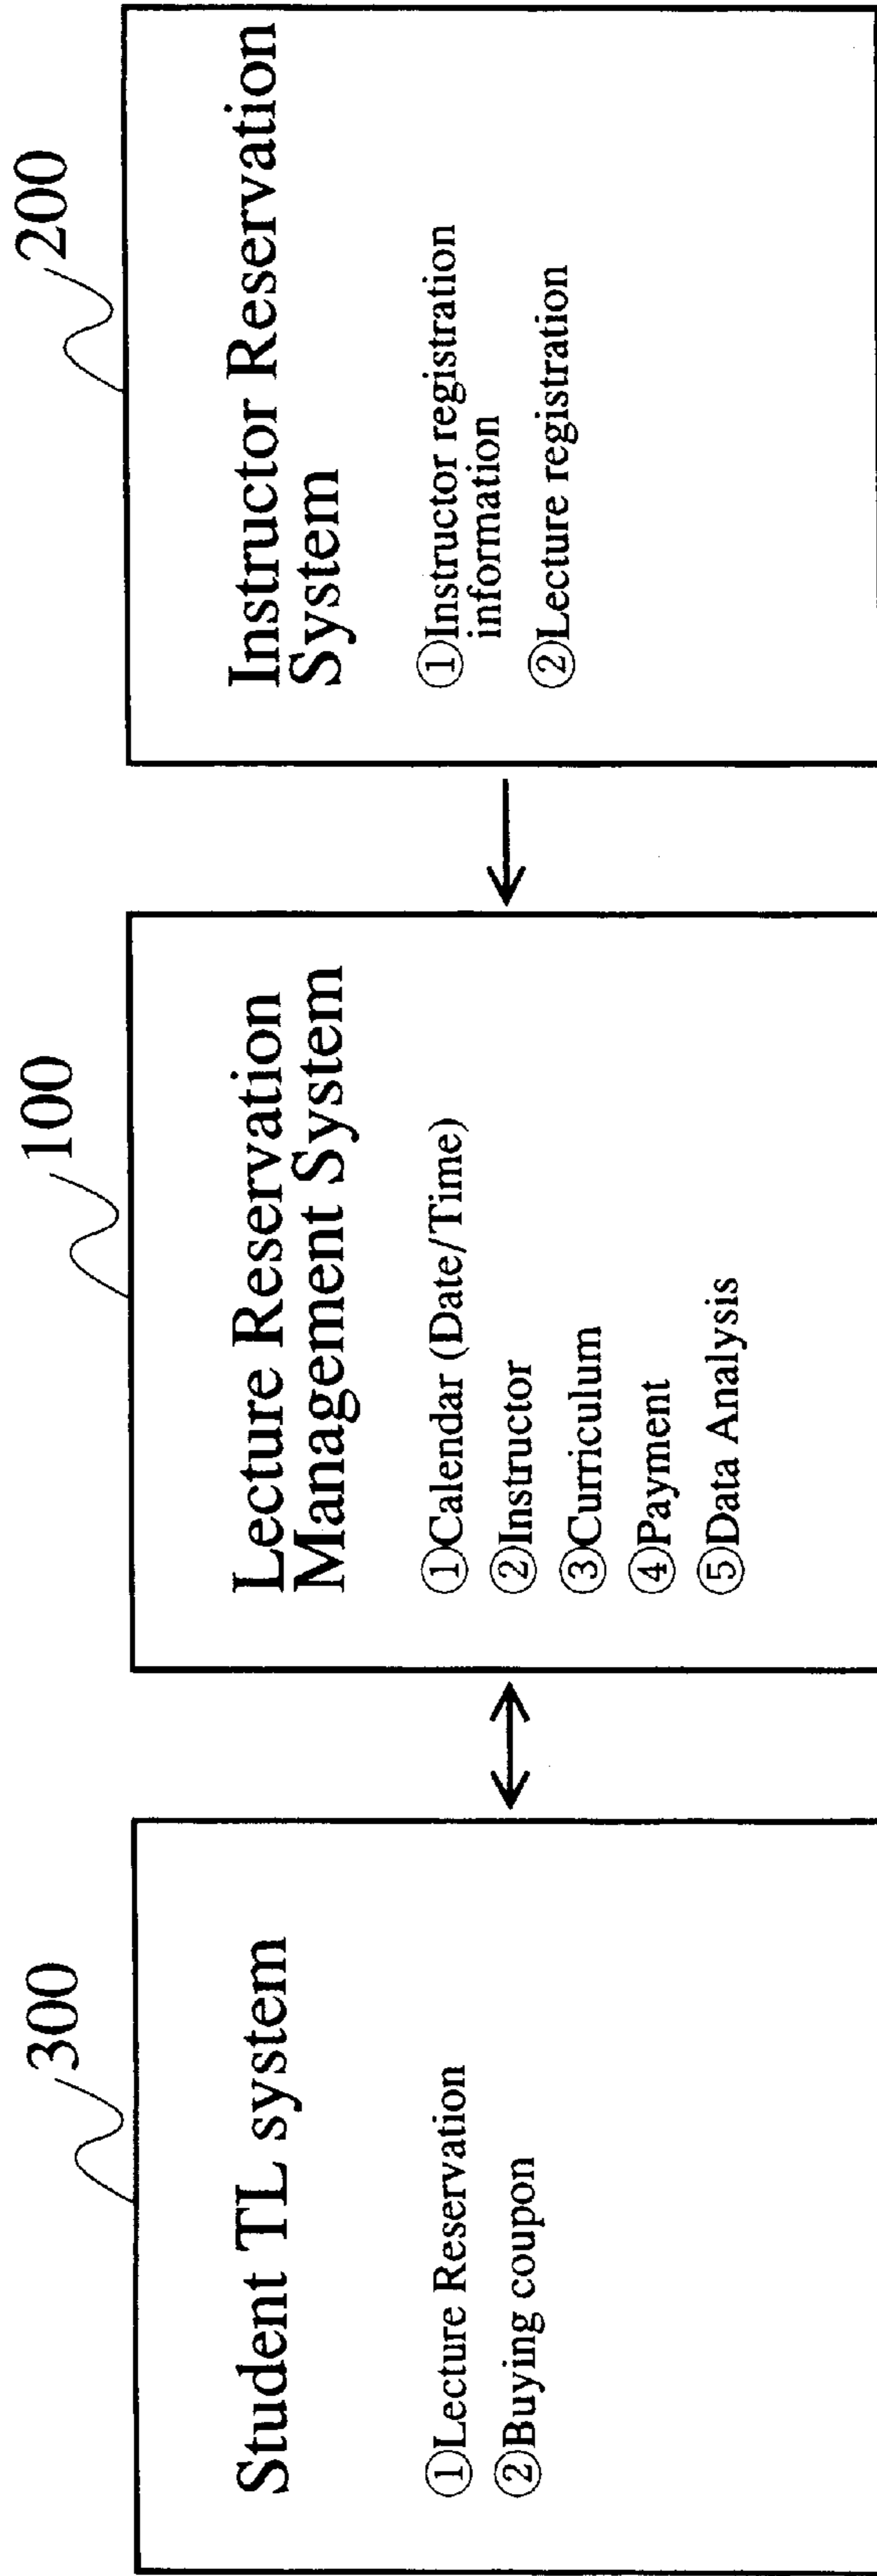 300
Student TL system
①Lecture Reservation
②Buying coupon
100
Lecture Reservation
Management System
①Calendar (Date/Time)
②Instructor
③Curriculum
④Payment
⑤Data Analysis
200
Instructor Reservation
System
①Instructor registration
information
②Lecture registration